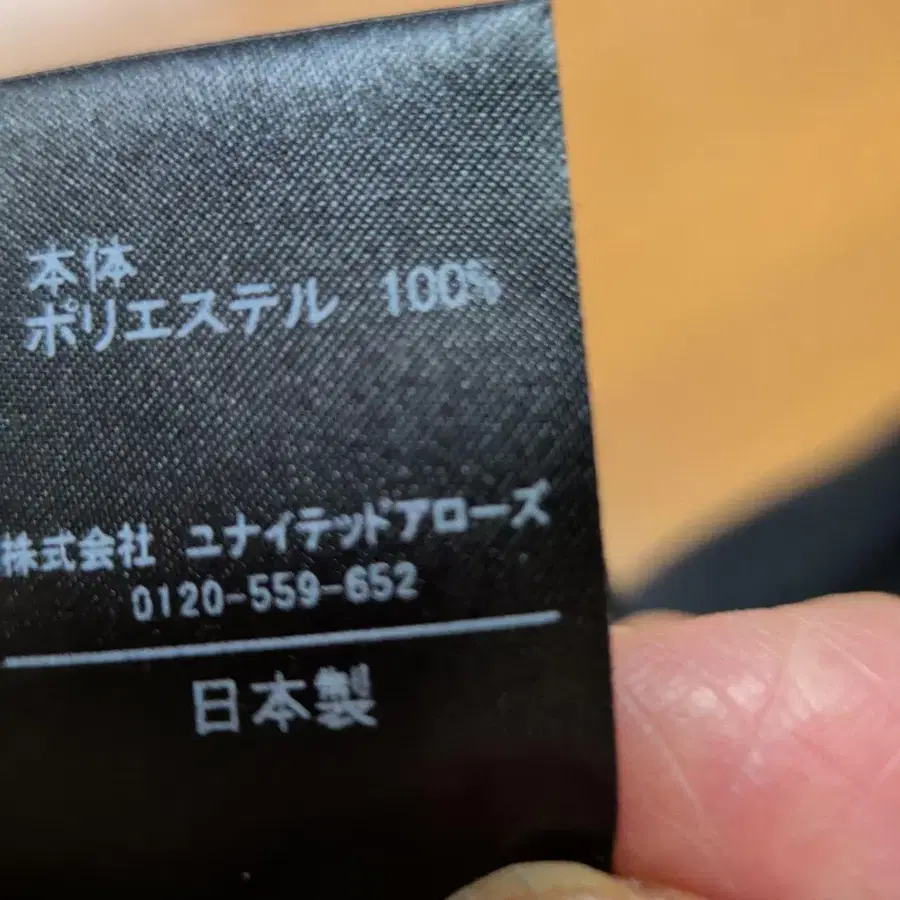 本体
ポリエステル 100%
株式会社 ユナイテッドアローズ
0120-559-652
日本製